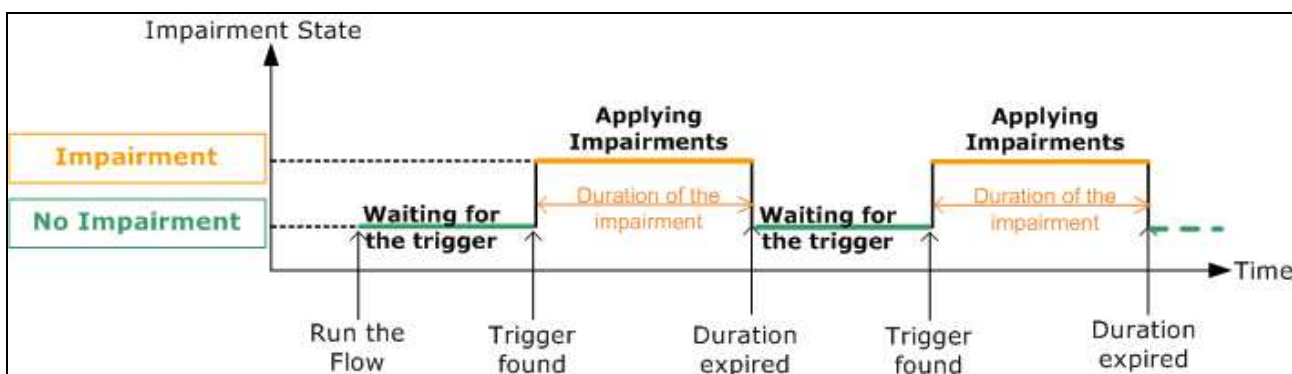 Impairment State
Applying
Impairments
Applying
Impairments
Impairment
Duration of the
impairment
Duration of the
impairment
No Impairment
Waiting for
the trigger
Waiting for
the trigger
Time
Run the
Flow
Trigger
found
Duration
expired
Trigger
found
Duration
expired